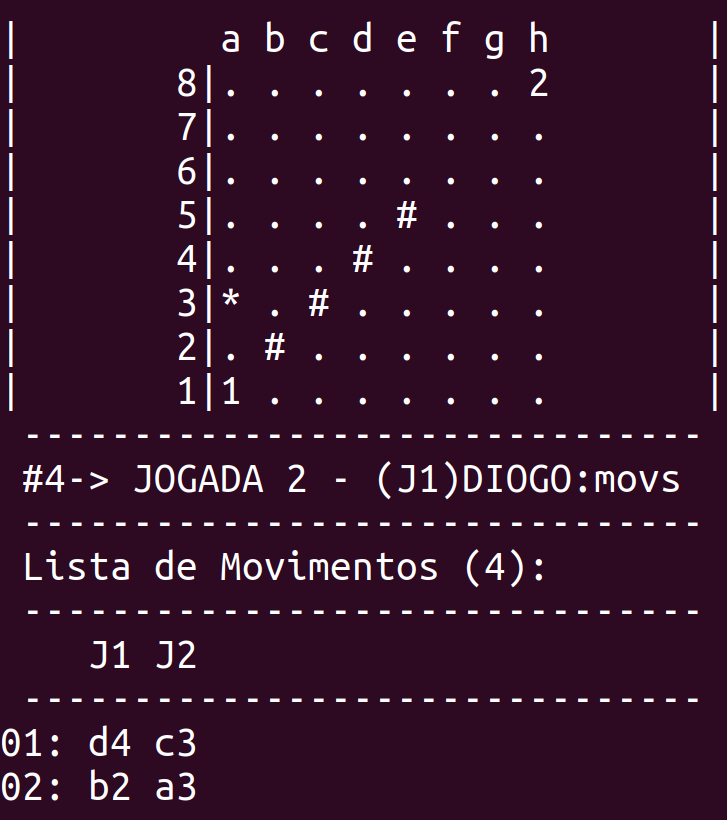 |         a b c d e f g h       |
|       8|. . . . . . . 2       |
|       7|. . . . . . . .       |
|       6|. . . . . . . .       |
|       5|. . . . # . . .       |
|       4|. . . # . . . .       |
|       3|* . # . . . . .       |
|       2|. # . . . . . .       |
|       1|1 . . . . . . .       |
 -------------------------------
 #4-> JOGADA 2 - (J1)DIOGO:movs
 -------------------------------
 Lista de Movimentos (4):
 -------------------------------
    J1 J2
 -------------------------------
01: d4 c3
02: b2 a3